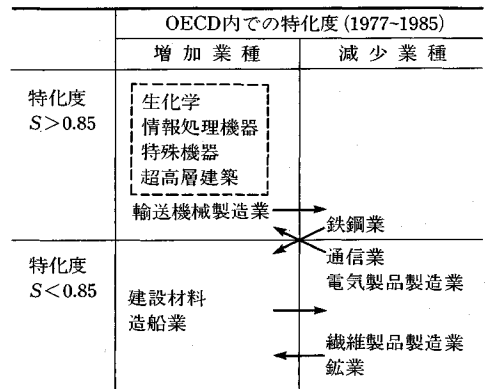 OECD内での特化度(1977~1985)
増加業種
減少業種
特化度
S>0.85
生化学
情報処理機器
特殊機器
超高層建築
輸送機械製造業
鉄鋼業
特化度
S<0.85
通信業
電気製品製造業
建設材料
造船業
繊維製品製造業
鉱業